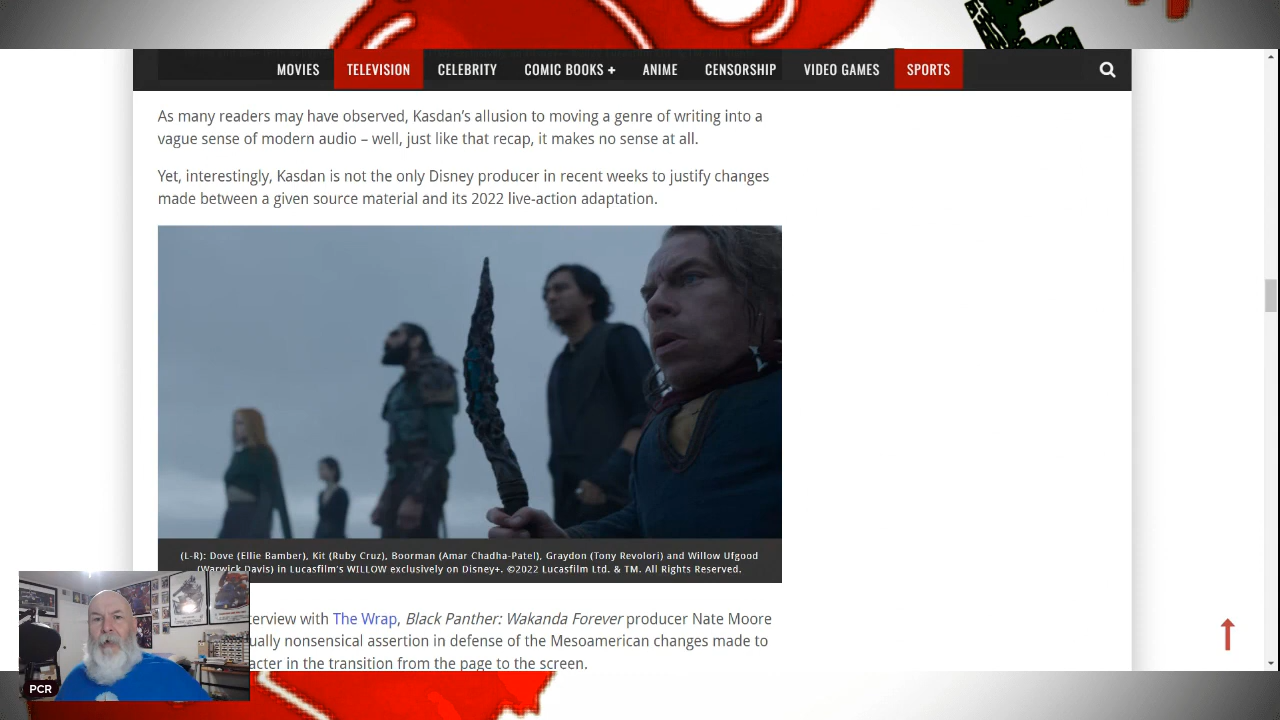 MOVIES TELEVISION CELEBRITY COMIC BOOKS + ANIME CENSORSHIP VIDEO GAMES SPORTS
As many readers may have observed, Kasdan's allusion to moving a genre of writing into a
vague sense of modern audio – well, just like that recap, it makes no sense at all.
Yet, interestingly, Kasdan is not the only Disney producer in recent weeks to justify changes
made between a given source material and its 2022 live-action adaptation.
(L-R): Dove (Ellie Bamber), Kit (Ruby Cruz), Boorman (Amar Chadha-Patel), Graydon (Tony Revolori) and Willow Ufgood
(Warwick Davis) in Lucasfilm's WILLOW exclusively on Disney+. ©2022 Lucasfilm Ltd. & TM. All Rights Reserved.
terview with The Wrap, Black Panther: Wakanda Forever producer Nate Moore
ually nonsensical assertion in defense of the Mesoamerican changes made to
acter in the transition from the page to the screen.
PCR